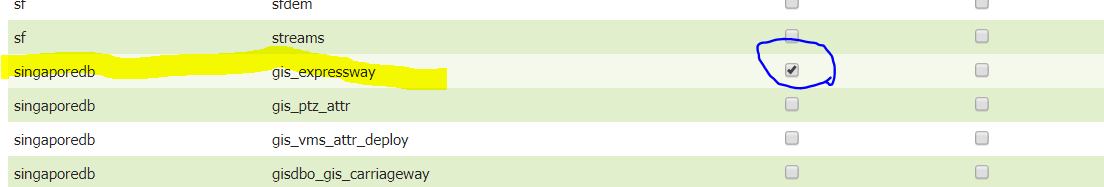 sf sfdem
sf streams
singaporedb gis_expressway
singaporedb gis_ptz_attr
singaporedb gis_vms_attr_deploy
singaporedb gisdbo_gis_carriageway